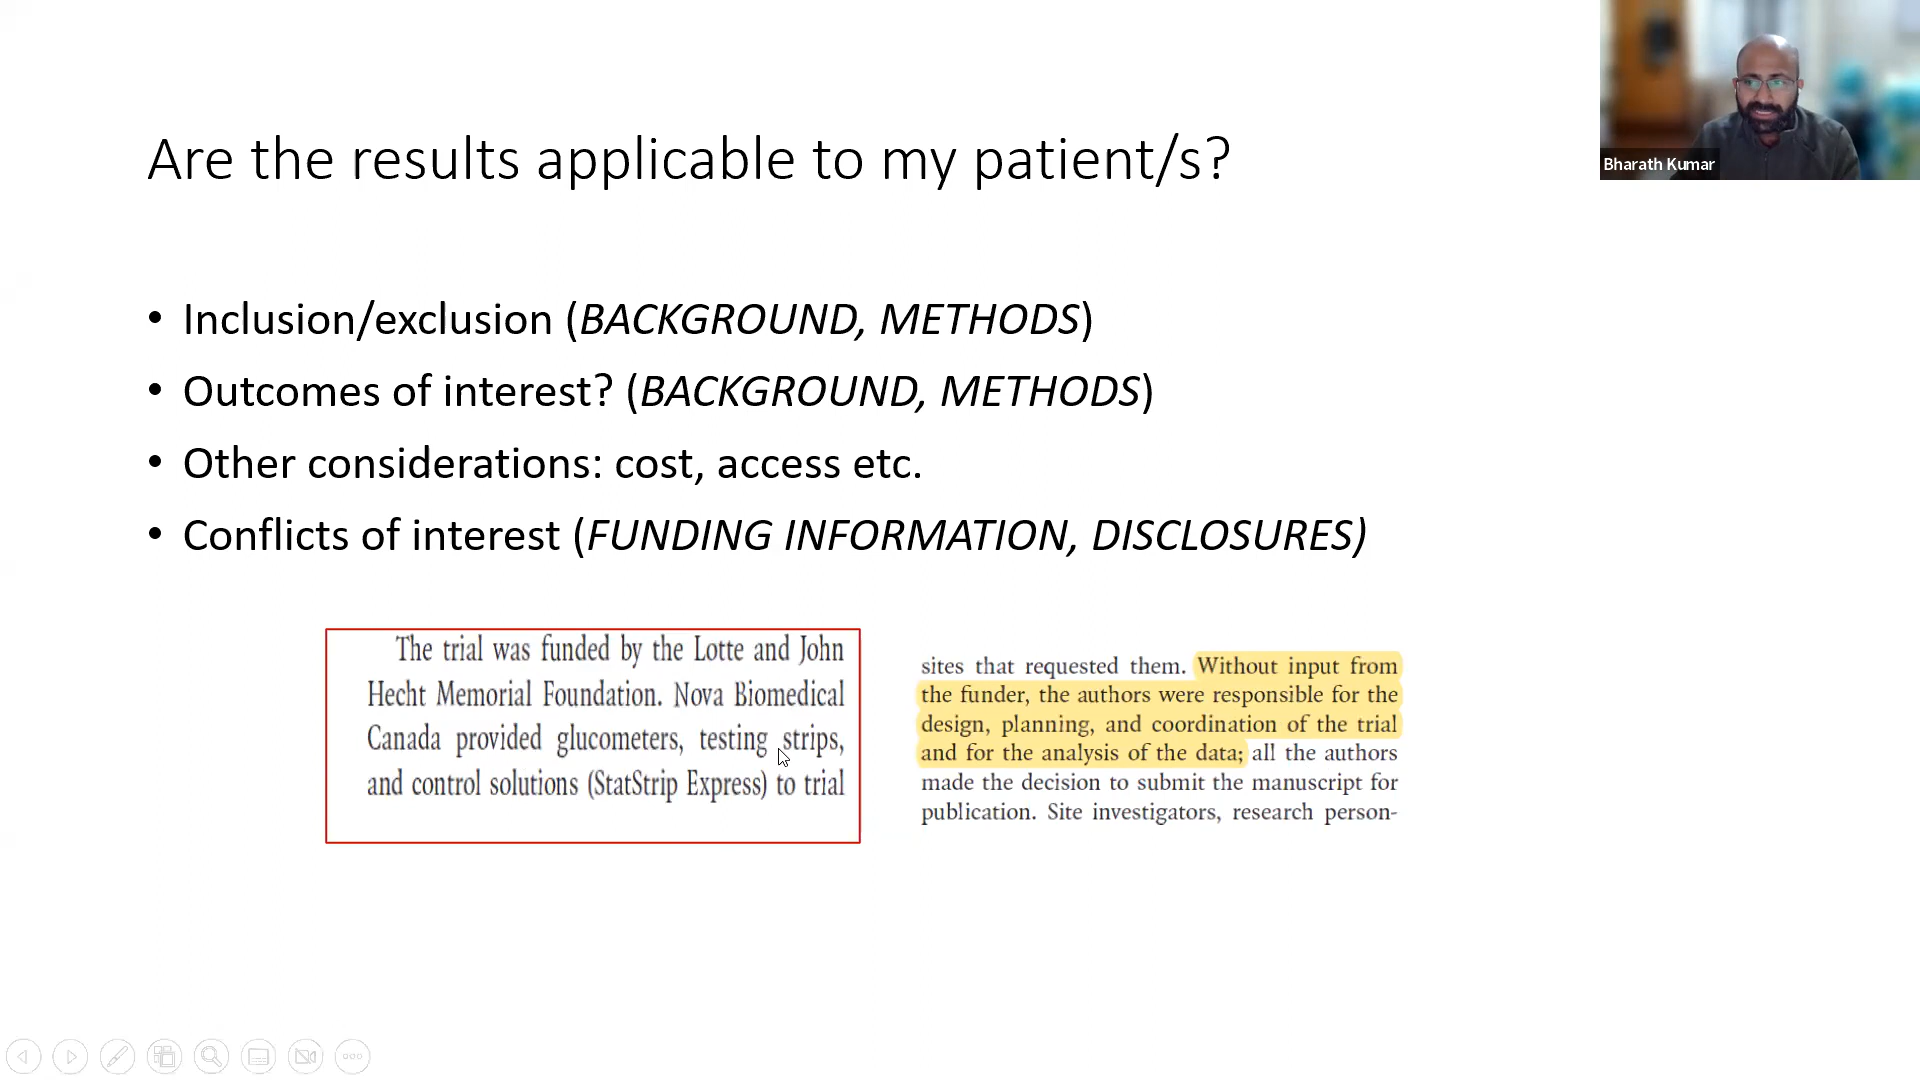 Are the results applicable to my patient/s?
Bharath Kumar
• Inclusion/exclusion (BACKGROUND, METHODS)
• Outcomes of interest? (BACKGROUND, METHODS)
• Other considerations: cost, access etc.
• Conflicts of interest (FUNDING INFORMATION, DISCLOSURES)
The trial was funded by the Lotte and John
Hecht Memorial Foundation. Nova Biomedical
Canada provided glucometers, testing strips,
and control solutions (StatStrip Express) to trial
sites that requested them. Without input from
the funder, the authors were responsible for the
design, planning, and coordination of the trial
and for the analysis of the data; all the authors
made the decision to submit the manuscript for
publication. Site investigators, research person-